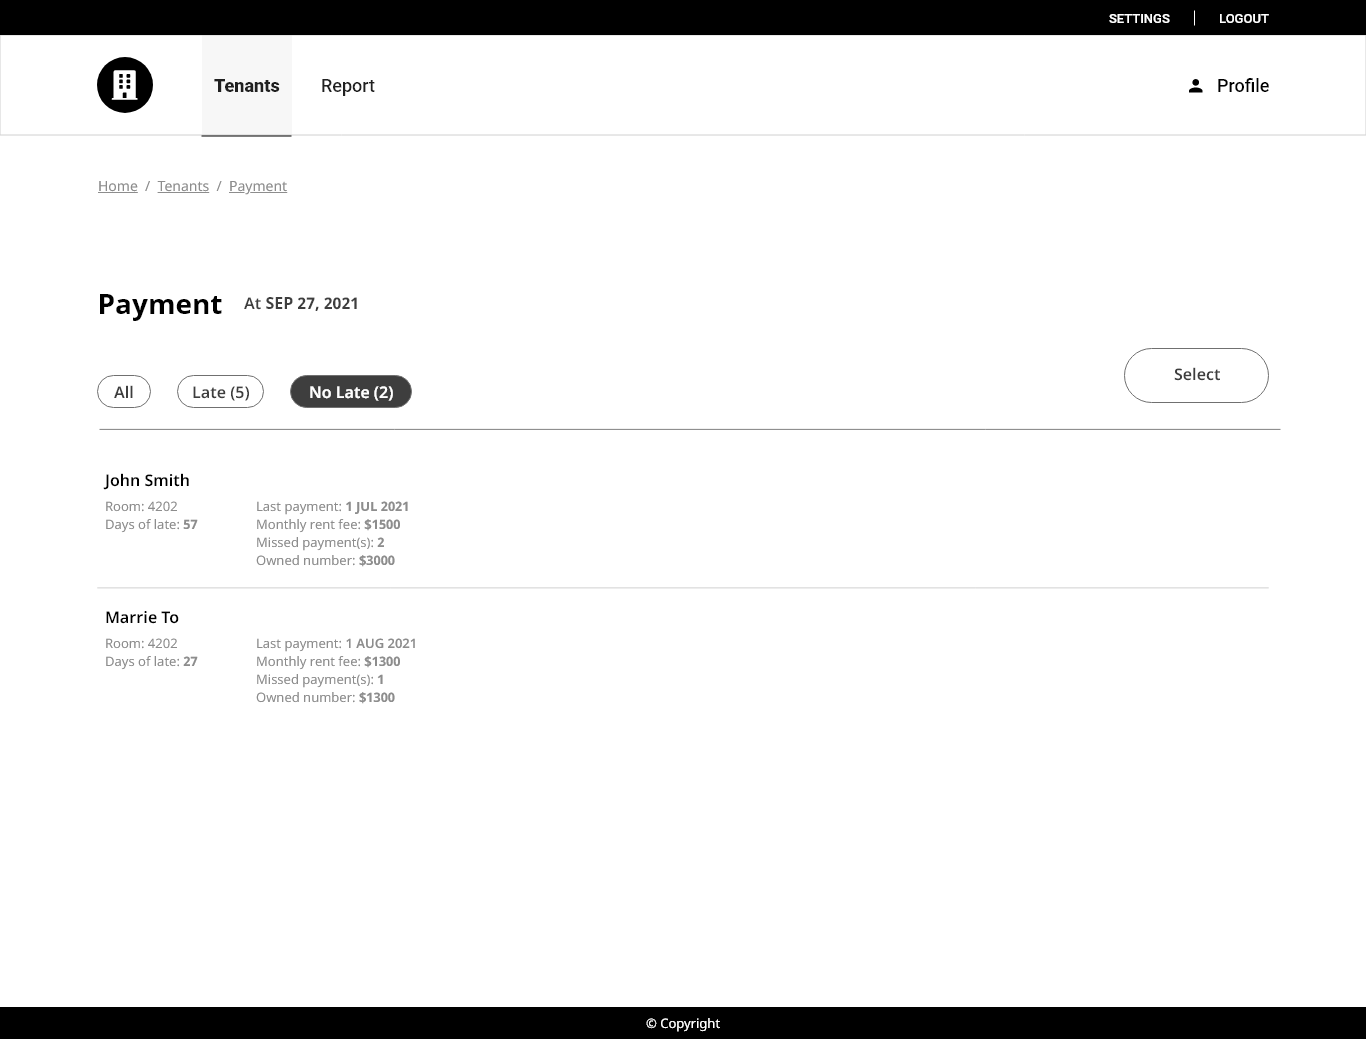 SETTINGS | LOGOUT
Tenants Report Profile
Home / Tenants / Payment
Payment At SEP 27, 2021
Select
All Late (5) No Late (2)
John Smith
Room: 4202 Last payment: 1 JUL 2021
Days of late: 57 Monthly rent fee: $1500
Missed payment(s): 2
Owned number: $3000
Marrie To
Room: 4202 Last payment: 1 AUG 2021
Days of late: 27 Monthly rent fee: $1300
Missed payment(s): 1
Owned number: $1300
© Copyright